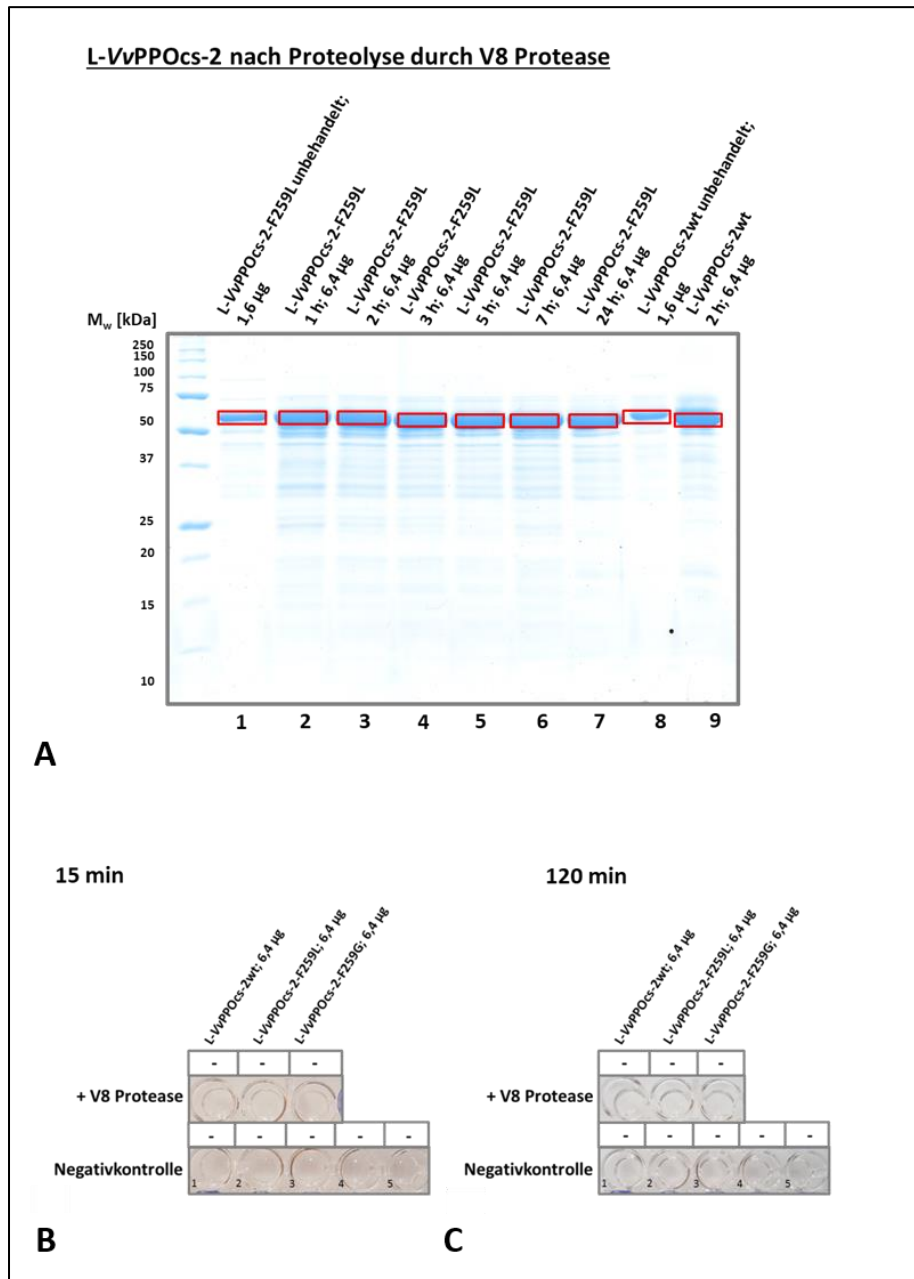 L-VvPPOcs-2 nach Proteolyse durch V8 Protease
L-VvPPOcs-2-F259L unbehandelt;
1,6 µg
L-VvPPOcs-2-F259L
1 h; 6,4 µg
L-VvPPOcs-2-F259L
2 h; 6,4 µg
L-VvPPOcs-2-F259L
3 h; 6,4 µg
L-VvPPOcs-2-F259L
5 h; 6,4 µg
L-VvPPOcs-2-F259L
7 h; 6,4 µg
L-VvPPOcs-2-F259L
24 h; 6,4 µg
L-VvPPOcs-2wt unbehandelt;
1,6 µg
L-VvPPOcs-2wt
2 h; 6,4 µg
Mw [kDa]
250
150
100
75
50
37
25
20
15
10
1 2 3 4 5 6 7 8 9
A
15 min
L-VvPPOcs-2wt; 6,4 µg
L-VvPPOcs-2-F259L; 6,4 µg
L-VvPPOcs-2-F259G; 6,4 µg
- - -
+ V8 Protease
- - - - -
Negativkontrolle
1 2 3 4 5
B
120 min
L-VvPPOcs-2wt; 6,4 µg
L-VvPPOcs-2-F259L; 6,4 µg
L-VvPPOcs-2-F259G; 6,4 µg
- - -
+ V8 Protease
- - - - -
Negativkontrolle
1 2 3 4 5
C